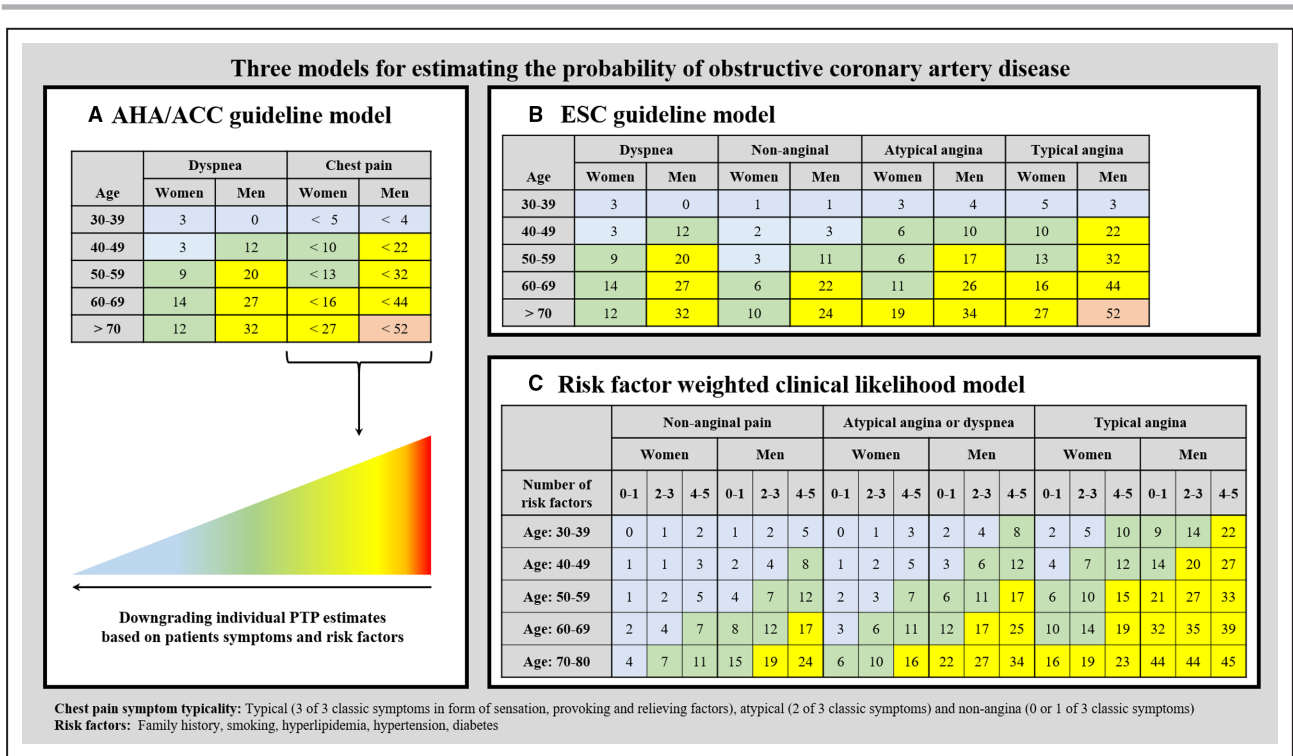 Three models for estimating the probability of obstructive coronary artery disease
A AHA/ACC guideline model
Dyspnea Chest pain
Age Women Men Women Men
30-39 3 0 < 5 < 4
40-49 3 12 < 10 < 22
50-59 9 20 < 13 < 32
60-69 14 27 < 16 < 44
> 70 12 32 < 27 < 52
Downgrading individual PTP estimates
based on patients symptoms and risk factors
B ESC guideline model
Dyspnea Non-anginal Atypical angina Typical angina
Age Women Men Women Men Women Men Women Men
30-39 3 0 1 1 3 4 5 3
40-49 3 12 2 3 6 10 10 22
50-59 9 20 3 11 6 17 13 32
60-69 14 27 6 22 11 26 16 44
> 70 12 32 10 24 19 34 27 52
C Risk factor weighted clinical likelihood model
Non-anginal pain Atypical angina or dyspnea Typical angina
Women Men Women Men Women Men
Number of
risk factors 0-1 2-3 4-5 0-1 2-3 4-5 0-1 2-3 4-5 0-1 2-3 4-5 0-1 2-3 4-5 0-1 2-3 4-5
Age: 30-39 0 1 2 1 2 5 0 1 3 2 4 8 2 5 10 9 14 22
Age: 40-49 1 1 3 2 4 8 1 2 5 3 6 12 4 7 12 14 20 27
Age: 50-59 1 2 5 4 7 12 2 3 7 6 11 17 6 10 15 21 27 33
Age: 60-69 2 4 7 8 12 17 3 6 11 12 17 25 10 14 19 32 35 39
Age: 70-80 4 7 11 15 19 24 6 10 16 22 27 34 16 19 23 44 44 45
Chest pain symptom typicality: Typical (3 of 3 classic symptoms in form of sensation, provoking and relieving factors), atypical (2 of 3 classic symptoms) and non-angina (0 or 1 of 3 classic symptoms)
Risk factors: Family history, smoking, hyperlipidemia, hypertension, diabetes